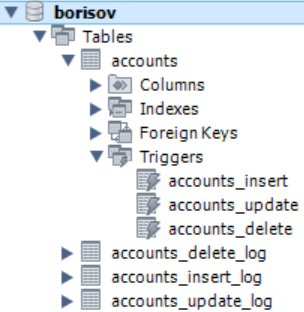 borisov
Tables
accounts
Columns
Indexes
Foreign Keys
Triggers
accounts_insert
accounts_update
accounts_delete
accounts_delete_log
accounts_insert_log
accounts_update_log